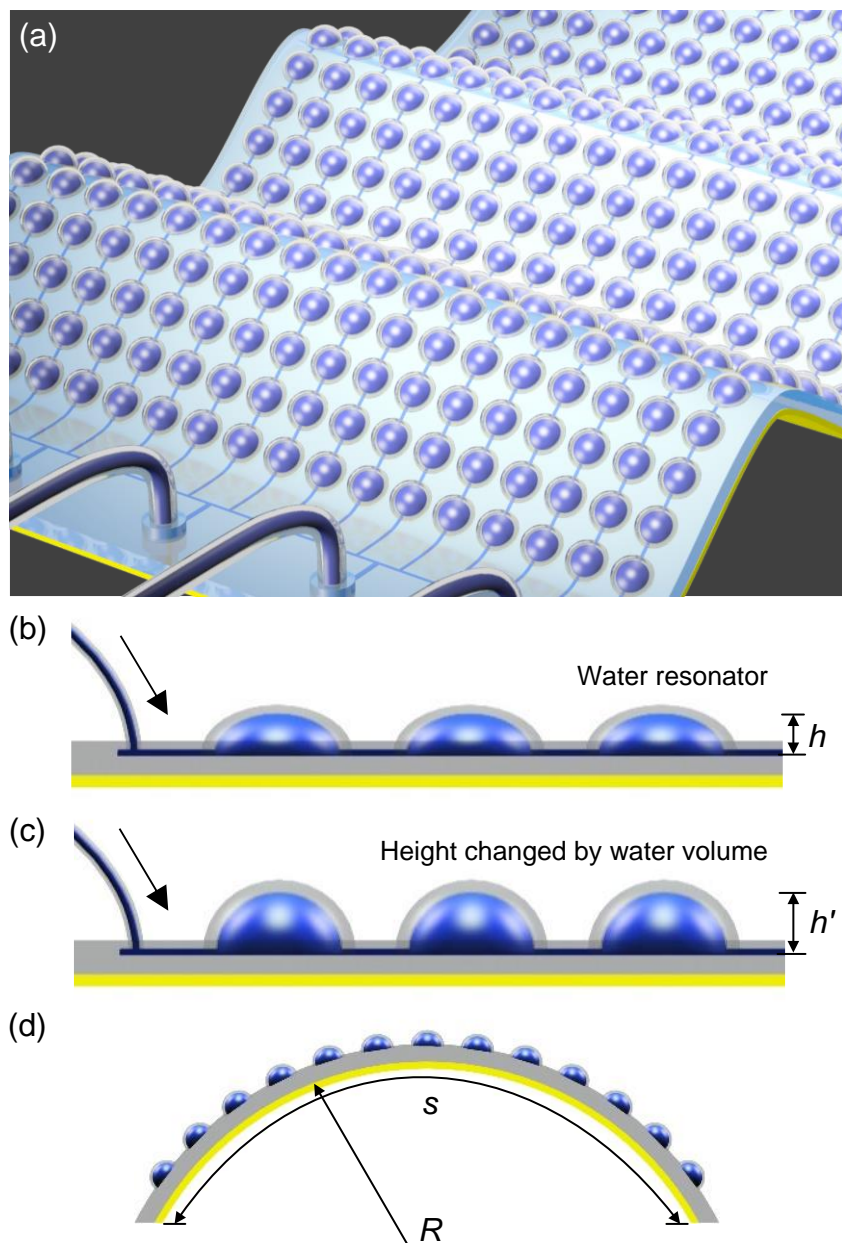 (a)
(b)
Water resonator
h
(c)
Height changed by water volume
h'
(d)
s
R